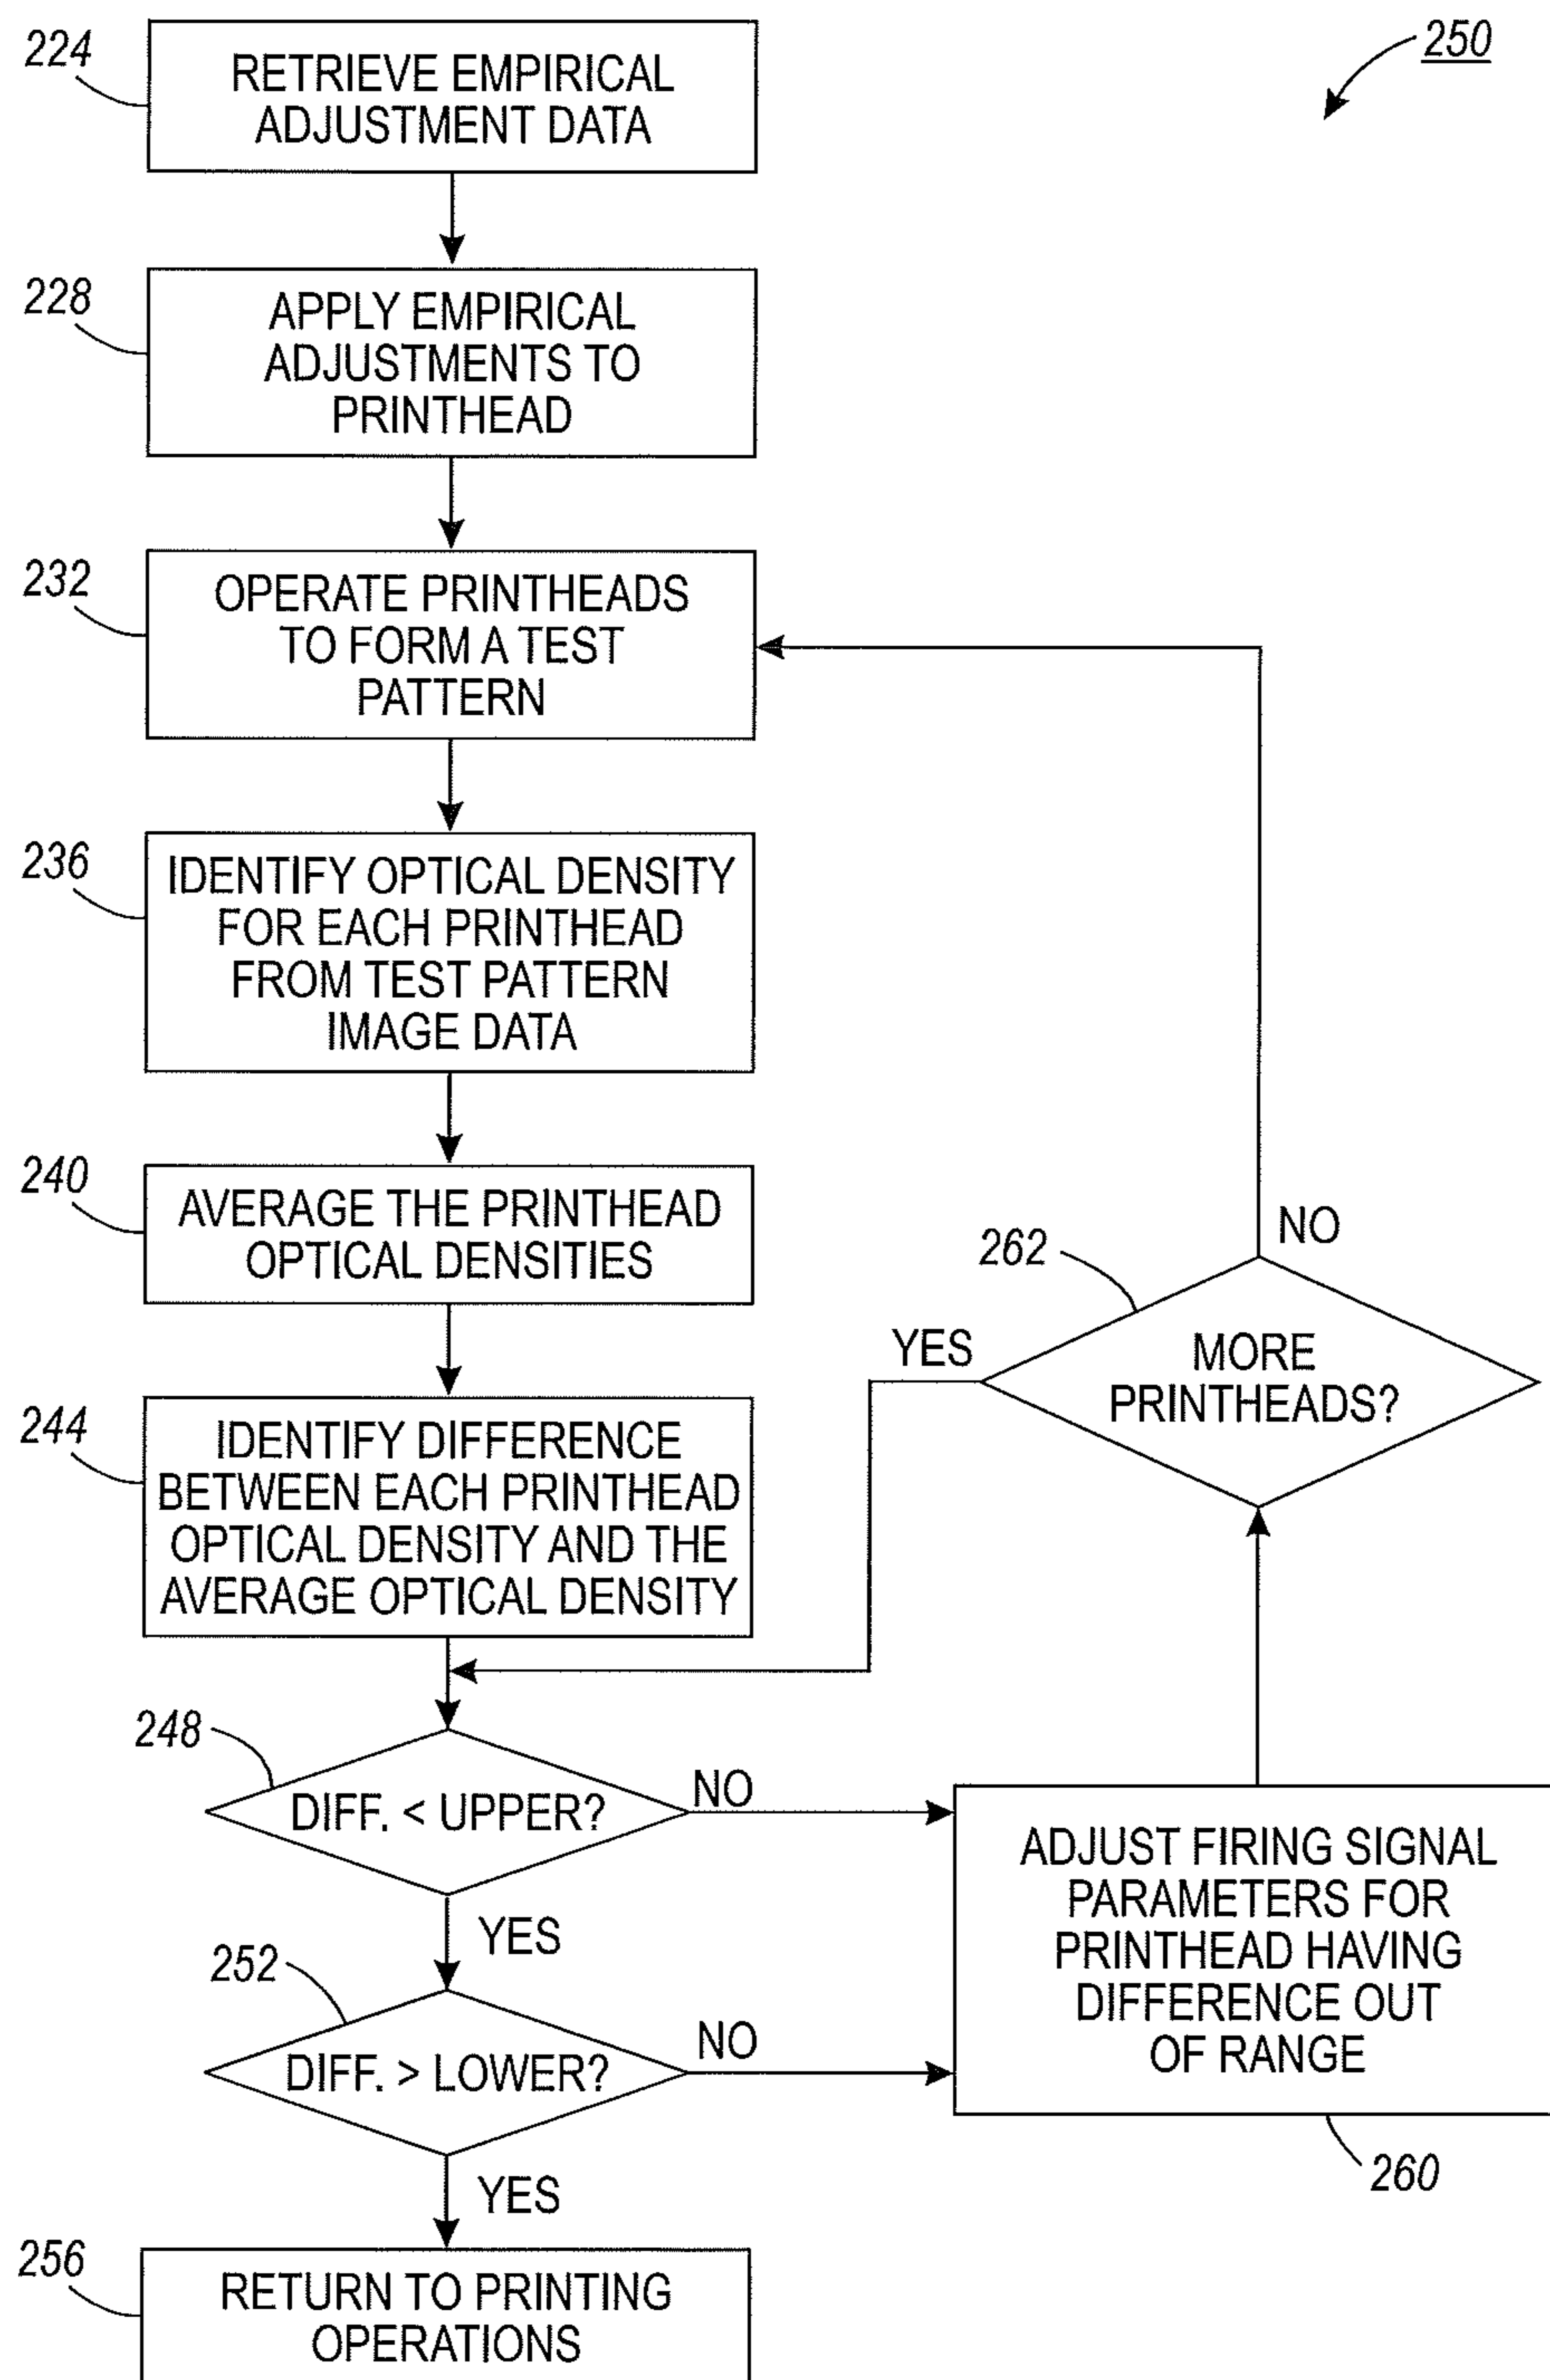 250
224
RETRIEVE EMPIRICAL
ADJUSTMENT DATA
228
APPLY EMPIRICAL
ADJUSTMENTS TO
PRINTHEAD
232
OPERATE PRINTHEADS
TO FORM A TEST
PATTERN
236
IDENTIFY OPTICAL DENSITY
FOR EACH PRINTHEAD
FROM TEST PATTERN
IMAGE DATA
240
AVERAGE THE PRINTHEAD
OPTICAL DENSITIES
244
IDENTIFY DIFFERENCE
BETWEEN EACH PRINTHEAD
OPTICAL DENSITY AND THE
AVERAGE OPTICAL DENSITY
248
DIFF. < UPPER?
NO
YES
252
DIFF. > LOWER?
NO
YES
256
RETURN TO PRINTING
OPERATIONS
262
NO
YES
MORE
PRINTHEADS?
ADJUST FIRING SIGNAL
PARAMETERS FOR
PRINTHEAD HAVING
DIFFERENCE OUT
OF RANGE
260